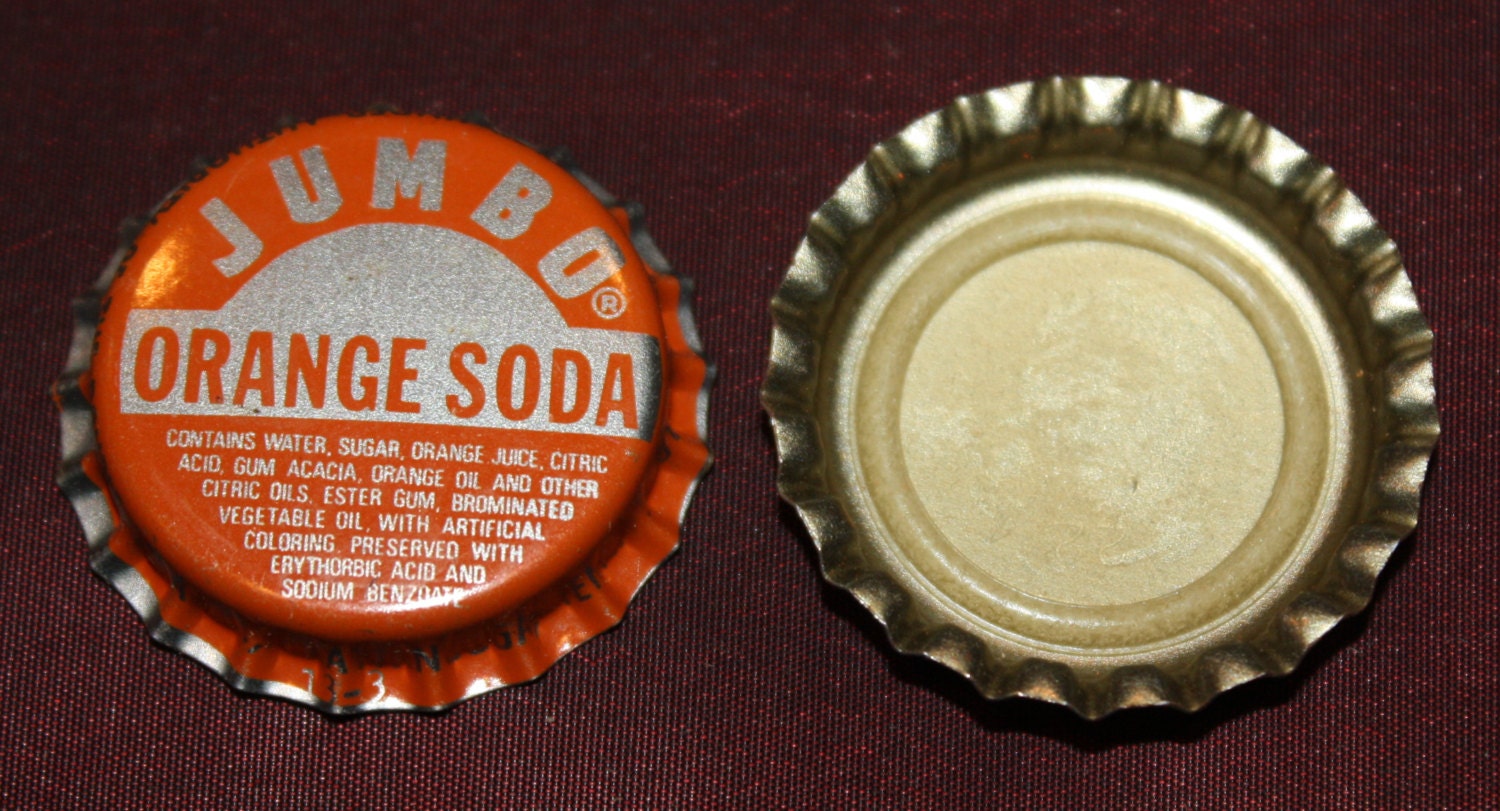 JUMBO®
ORANGE SODA
CONTAINS WATER, SUGAR, ORANGE JUICE, CITRIC
ACID, GUM ACACIA, ORANGE OIL AND OTHER
CITRIC OILS, ESTER GUM, BROMINATED
VEGETABLE OIL, WITH ARTIFICIAL
COLORING. PRESERVED WITH
ERYTHORBIC ACID AND
SODIUM BENZOATE